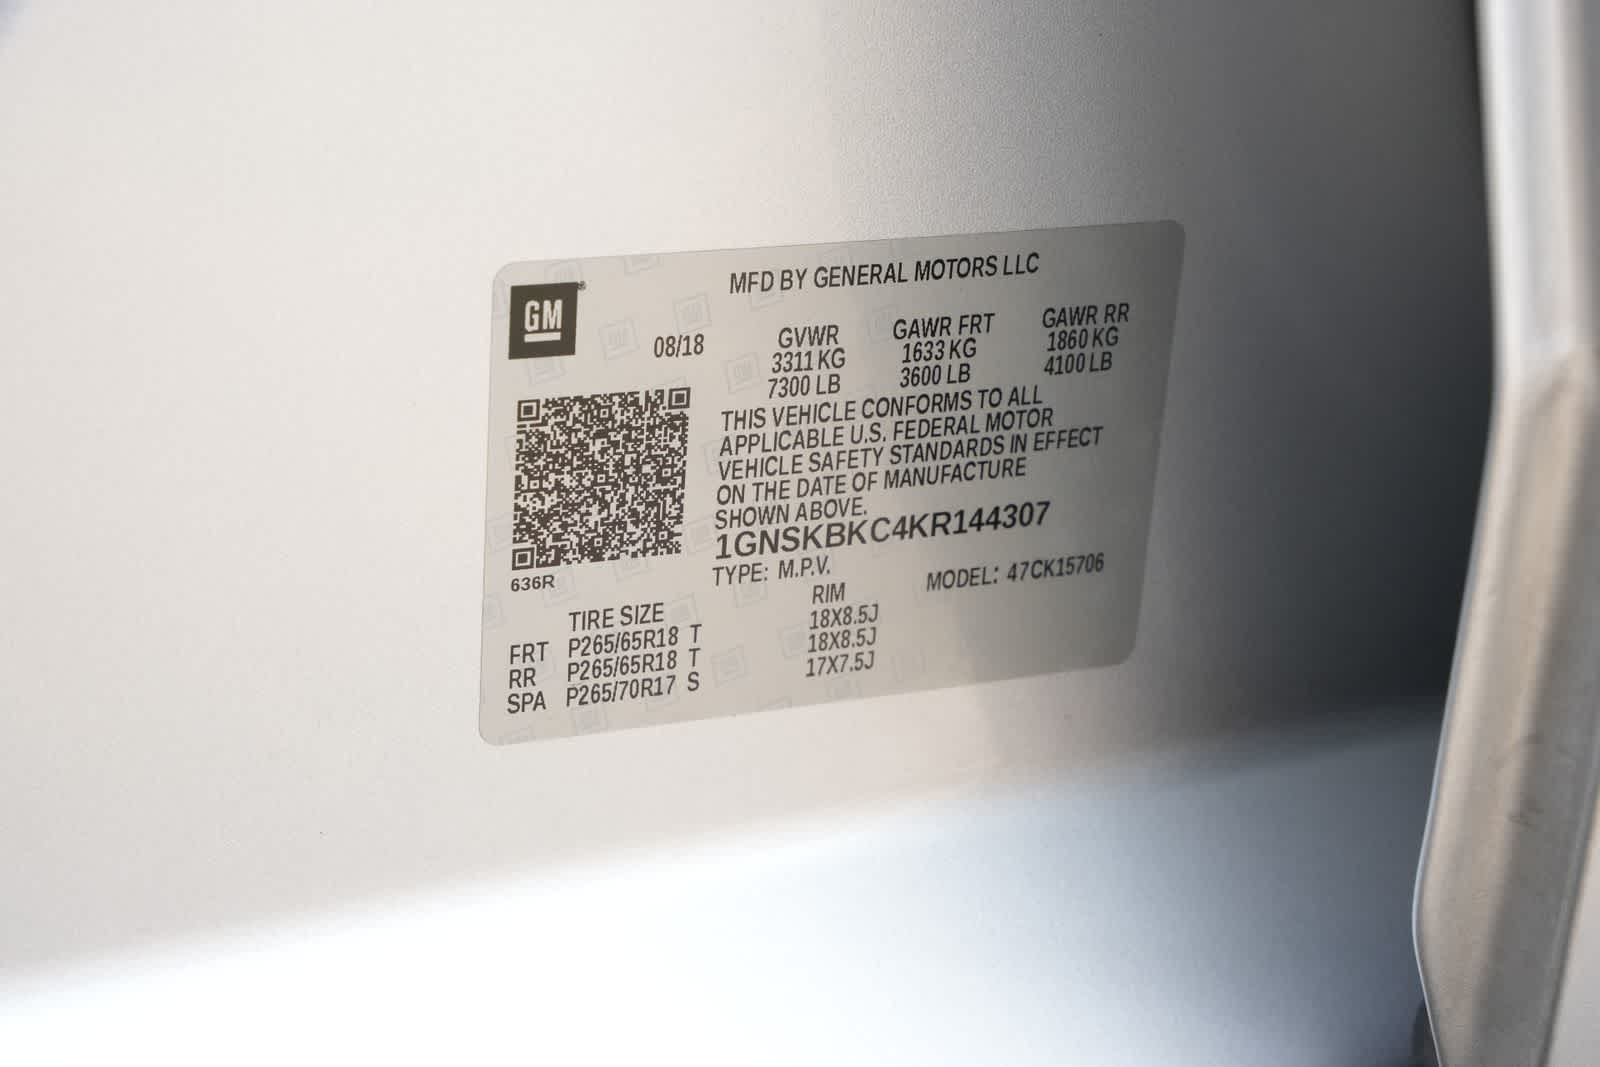 MFD BY GENERAL MOTORS LLC
GM®
08/18 GVWR GAWR FRT GAWR RR
3311 KG 1633 KG 1860 KG
7300 LB 3600 LB 4100 LB
THIS VEHICLE CONFORMS TO ALL
APPLICABLE U.S. FEDERAL MOTOR
VEHICLE SAFETY STANDARDS IN EFFECT
ON THE DATE OF MANUFACTURE
SHOWN ABOVE.
1GNSKBKC4KR144307
636R
TYPE: M.P.V. MODEL: 47CK15706
TIRE SIZE RIM
FRT P265/65R18 T 18X8.5J
RR P265/65R18 T 18X8.5J
SPA P265/70R17 S 17X7.5J